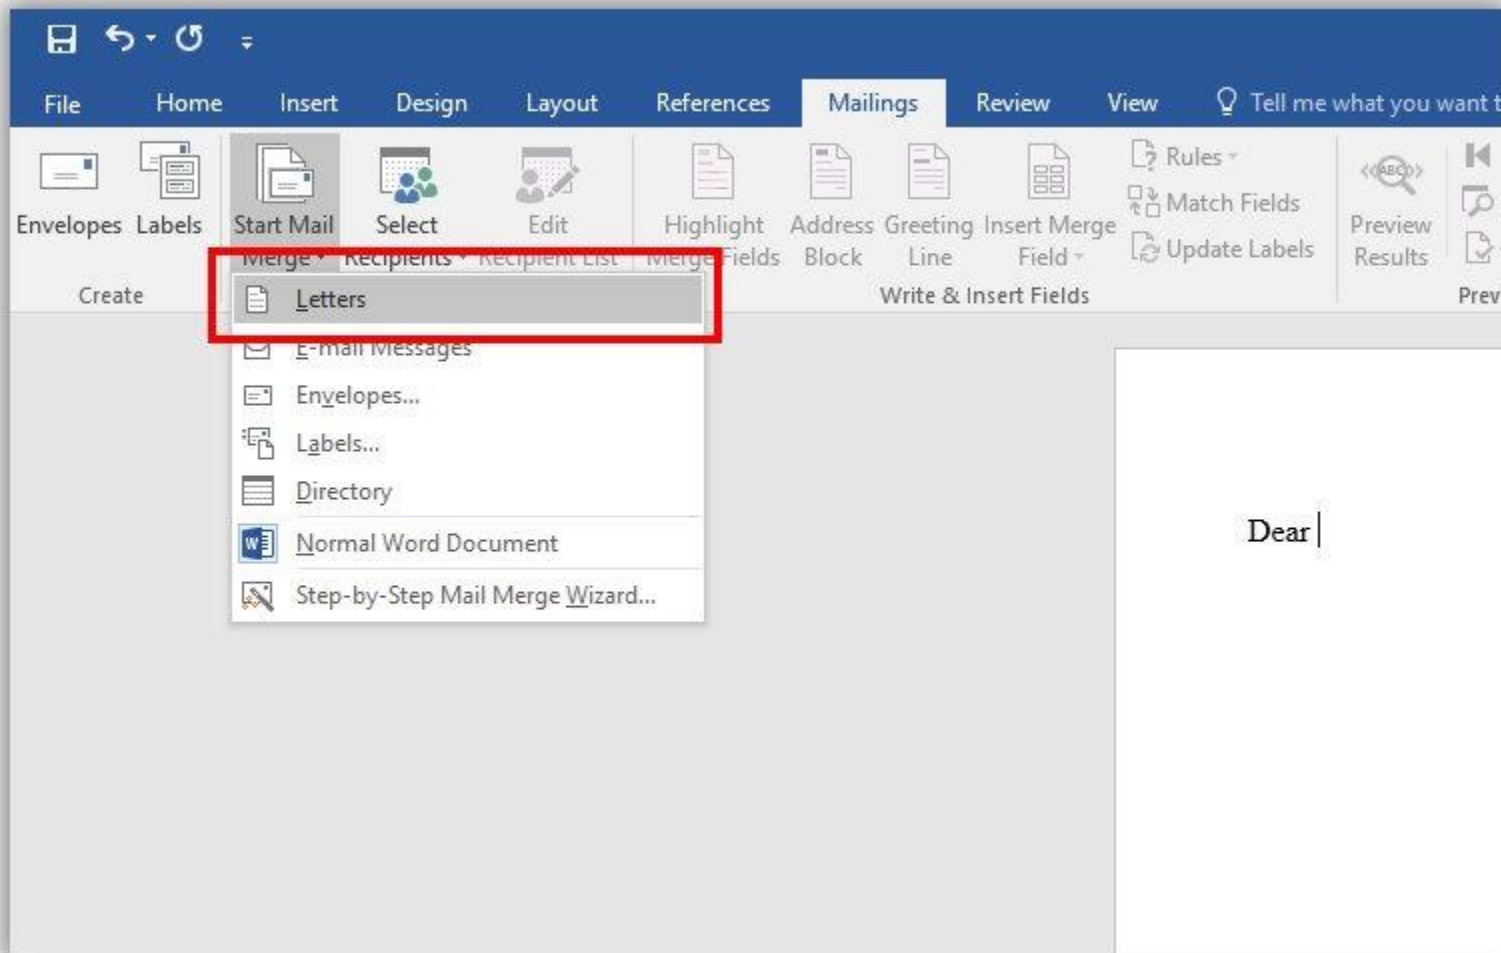 File Home Insert Design Layout References Mailings Review View Tell me what you want t
Envelopes Labels Start Mail Merge Select Recipients Edit Recipient List Highlight Merge Fields Address Block Greeting Line Insert Merge Field Rules Match Fields Update Labels Preview Results
Create Write & Insert Fields Prev
Letters
E-mail Messages
Envelopes...
Labels...
Directory
Normal Word Document
Step-by-Step Mail Merge Wizard...
Dear